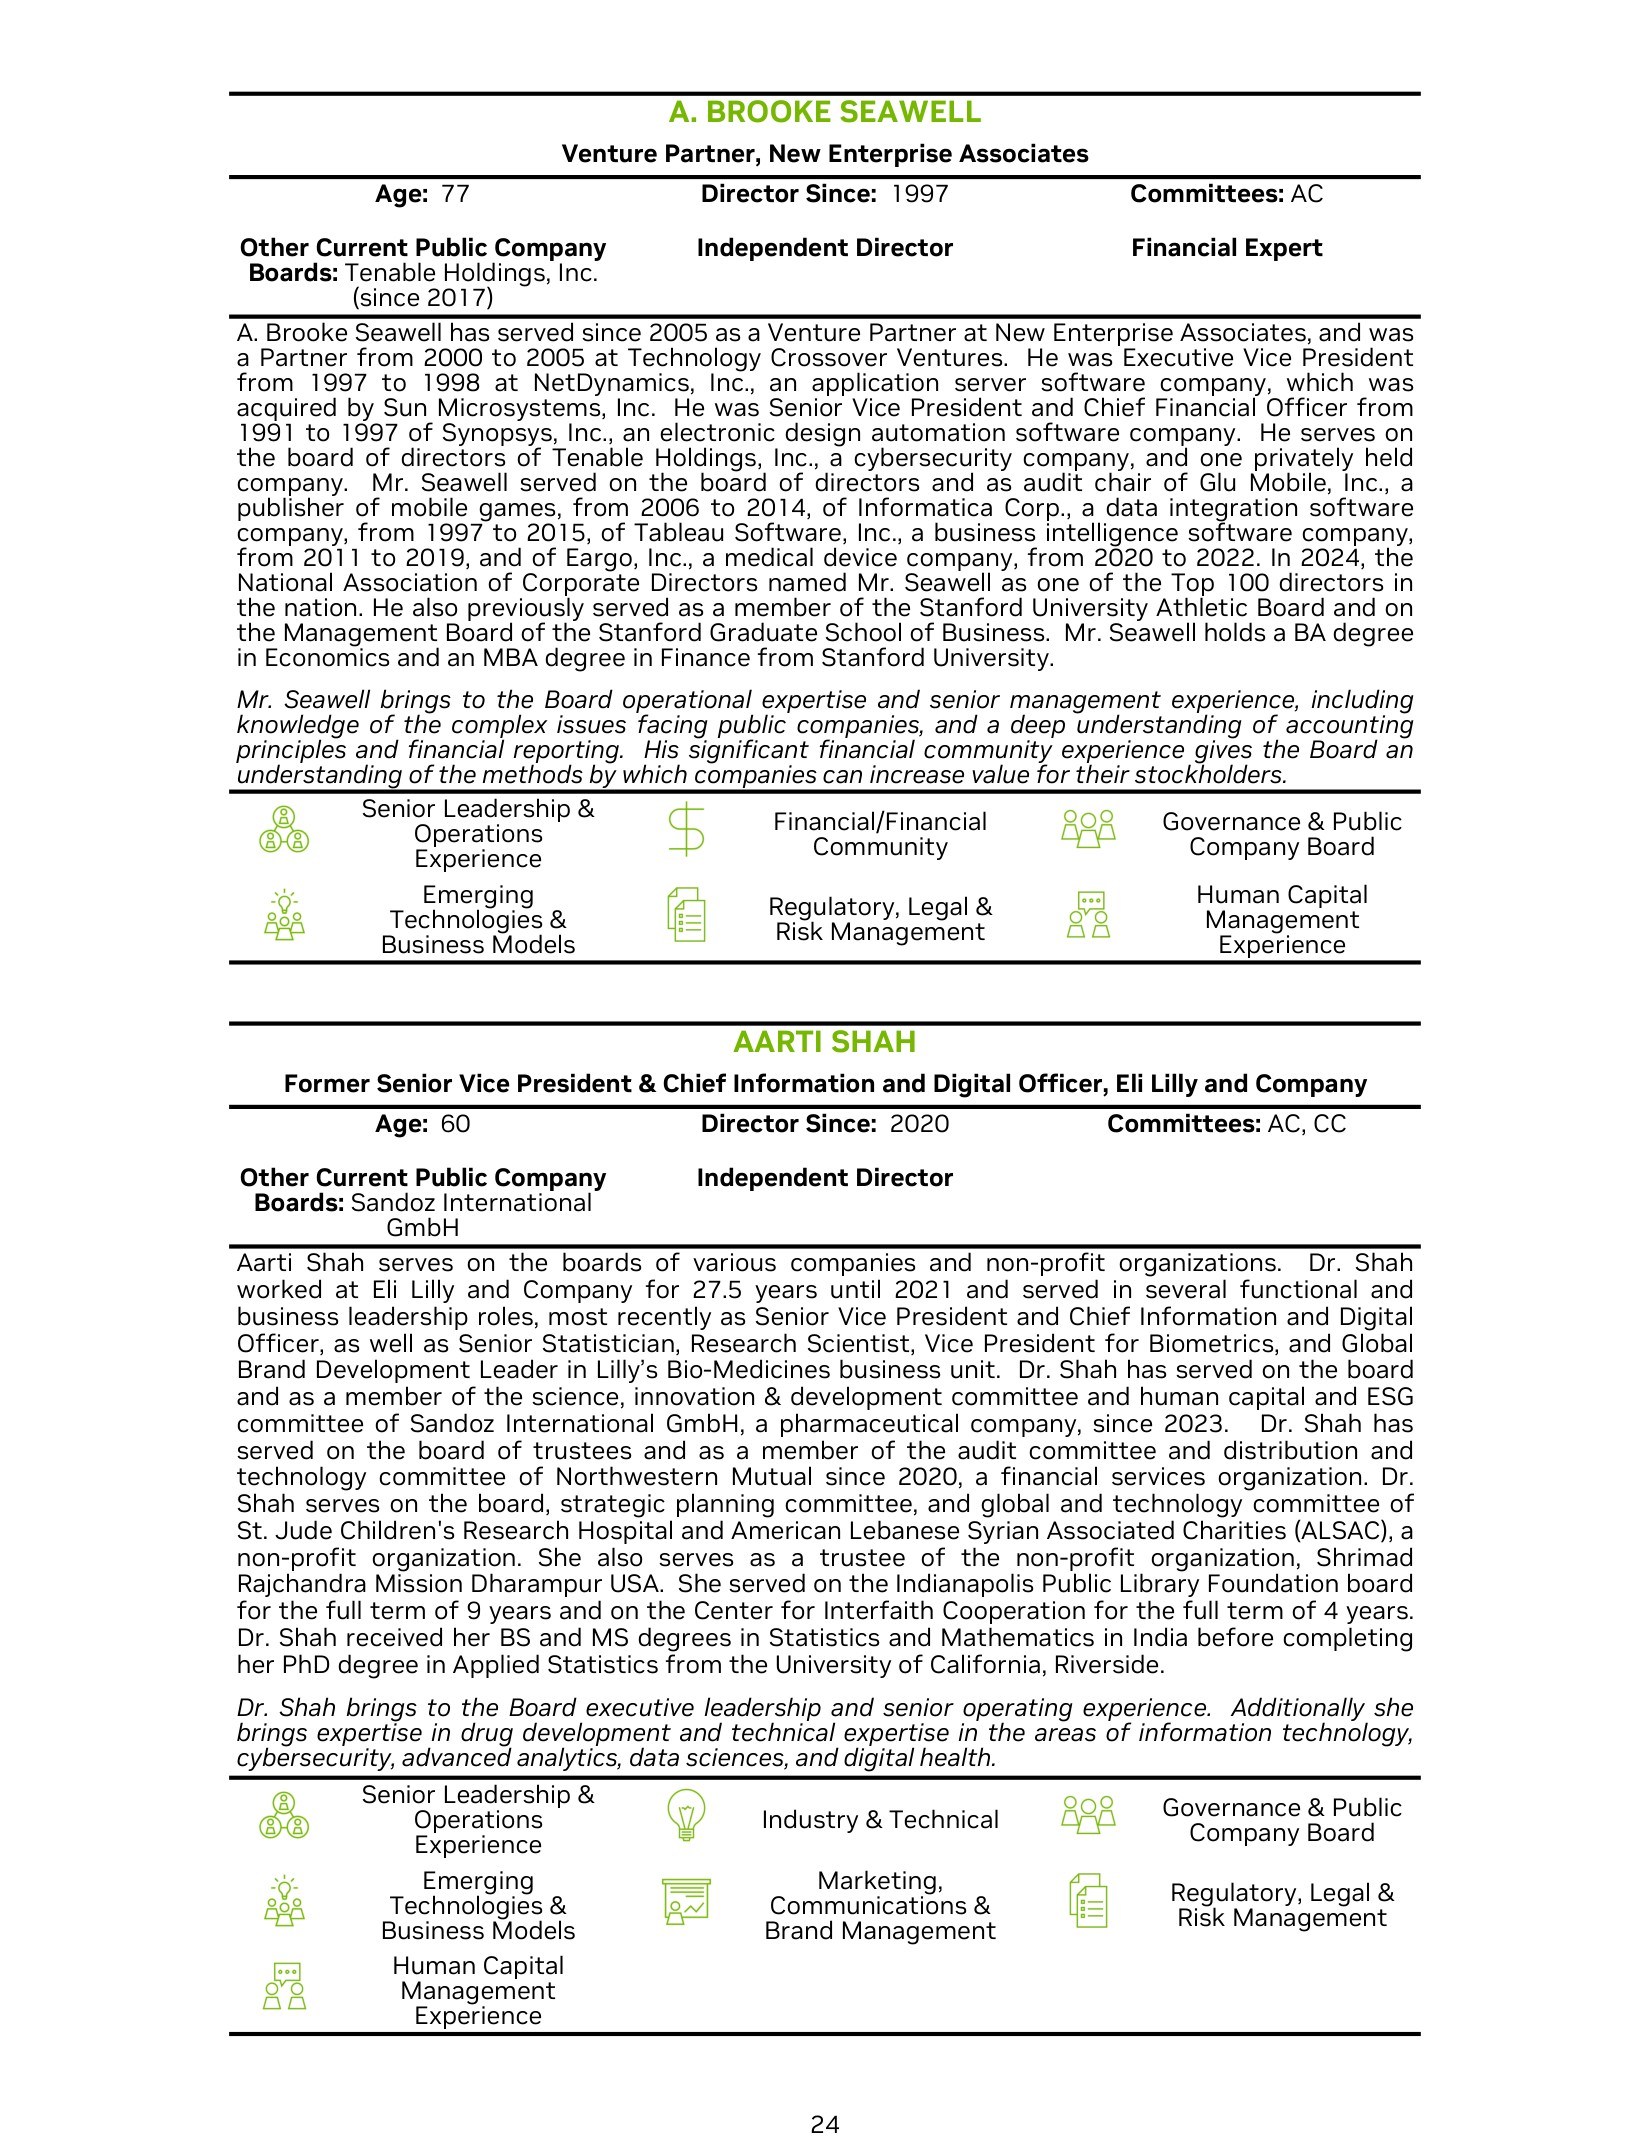 A. BROOKE SEAWELL
Venture Partner, New Enterprise Associates
Age: 77
Director Since: 1997
Committees: AC
Other Current Public Company
Boards: Tenable Holdings, Inc.
(since 2017)
Independent Director
Financial Expert
A. Brooke Seawell has served since 2005 as a Venture Partner at New Enterprise Associates, and was
a Partner from 2000 to 2005 at Technology Crossover Ventures. He was Executive Vice President
from 1997 to 1998 at NetDynamics, Inc., an application server software company, which was
acquired by Sun Microsystems, Inc. He was Senior Vice President and Chief Financial Officer from
1991 to 1997 of Synopsys, Inc., an electronic design automation software company. He serves on
the board of directors of Tenable Holdings, Inc., a cybersecurity company, and one privately held
company. Mr. Seawell served on the board of directors and as audit chair of Glu Mobile, Inc., a
publisher of mobile games, from 2006 to 2014, of Informatica Corp., a data integration software
company, from 1997 to 2015, of Tableau Software, Inc., a business intelligence software company,
from 2011 to 2019, and of Eargo, Inc., a medical device company, from 2020 to 2022. In 2024, the
National Association of Corporate Directors named Mr. Seawell as one of the Top 100 directors in
the nation. He also previously served as a member of the Stanford University Athletic Board and on
the Management Board of the Stanford Graduate School of Business. Mr. Seawell holds a BA degree
in Economics and an MBA degree in Finance from Stanford University.
Mr. Seawell brings to the Board operational expertise and senior management experience, including
knowledge of the complex issues facing public companies, and a deep understanding of accounting
principles and financial reporting. His significant financial community experience gives the Board an
understanding of the methods by which companies can increase value for their stockholders.
Senior Leadership &
Operations
Experience
Financial/Financial
Community
Governance & Public
Company Board
Emerging
Technologies &
Business Models
Regulatory, Legal &
Risk Management
Human Capital
Management
Experience
AARTI SHAH
Former Senior Vice President & Chief Information and Digital Officer, Eli Lilly and Company
Age: 60
Director Since: 2020
Committees: AC, CC
Other Current Public Company
Boards: Sandoz International
GmbH
Independent Director
Aarti Shah serves on the boards of various companies and non-profit organizations. Dr. Shah
worked at Eli Lilly and Company for 27.5 years until 2021 and served in several functional and
business leadership roles, most recently as Senior Vice President and Chief Information and Digital
Officer, as well as Senior Statistician, Research Scientist, Vice President for Biometrics, and Global
Brand Development Leader in Lilly’s Bio-Medicines business unit. Dr. Shah has served on the board
and as a member of the science, innovation & development committee and human capital and ESG
committee of Sandoz International GmbH, a pharmaceutical company, since 2023. Dr. Shah has
served on the board of trustees and as a member of the audit committee and distribution and
technology committee of Northwestern Mutual since 2020, a financial services organization. Dr.
Shah serves on the board, strategic planning committee, and global and technology committee of
St. Jude Children's Research Hospital and American Lebanese Syrian Associated Charities (ALSAC), a
non-profit organization. She also serves as a trustee of the non-profit organization, Shrimad
Rajchandra Mission Dharampur USA. She served on the Indianapolis Public Library Foundation board
for the full term of 9 years and on the Center for Interfaith Cooperation for the full term of 4 years.
Dr. Shah received her BS and MS degrees in Statistics and Mathematics in India before completing
her PhD degree in Applied Statistics from the University of California, Riverside.
Dr. Shah brings to the Board executive leadership and senior operating experience. Additionally she
brings expertise in drug development and technical expertise in the areas of information technology,
cybersecurity, advanced analytics, data sciences, and digital health.
Senior Leadership &
Operations
Experience
Industry & Technical
Governance & Public
Company Board
Emerging
Technologies &
Business Models
Marketing,
Communications &
Brand Management
Regulatory, Legal &
Risk Management
Human Capital
Management
Experience
24